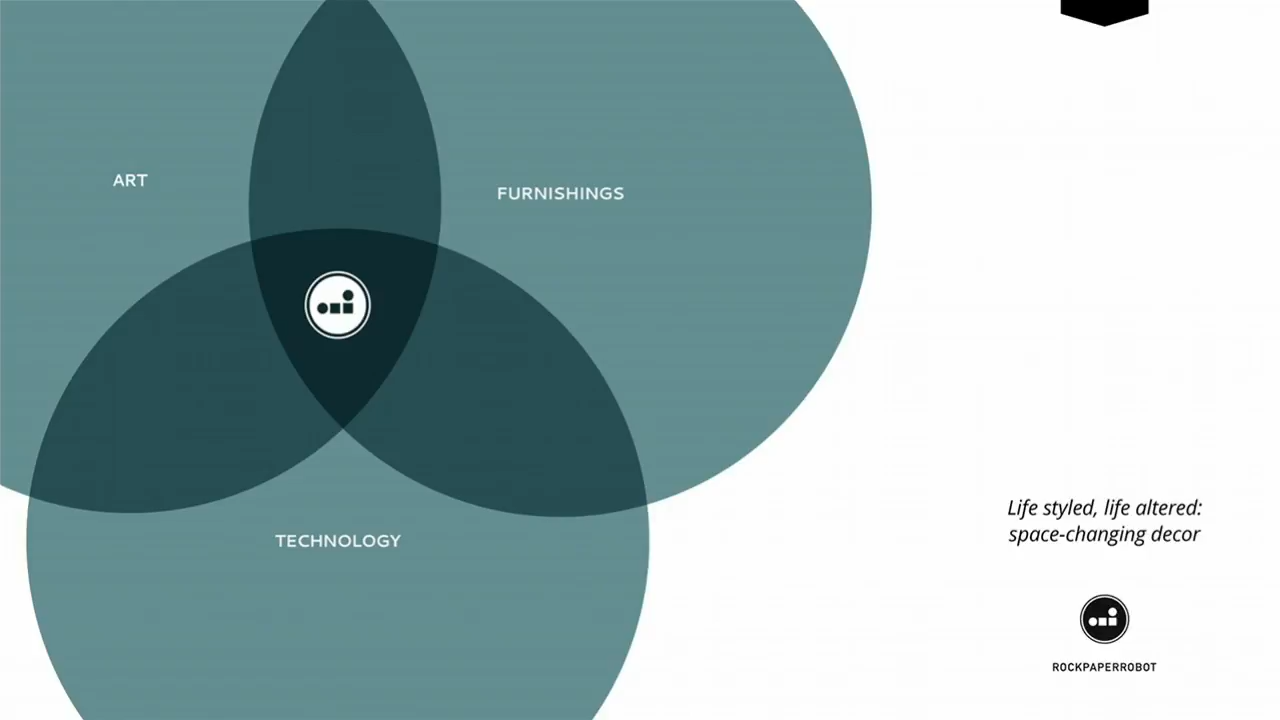 ART
FURNISHINGS
TECHNOLOGY
Life styled, life altered:
space-changing decor
ROCKPAPERROBOT